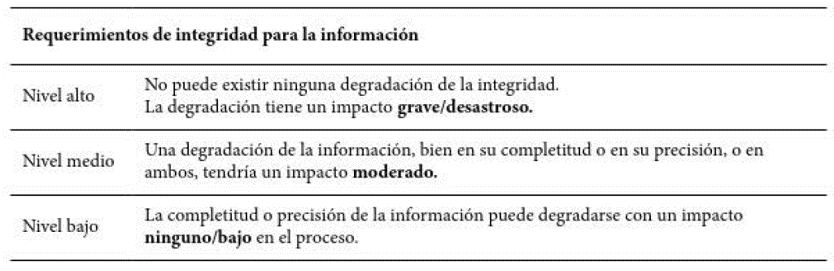 Requerimientos de integridad para la información
Nivel alto
No puede existir ninguna degradación de la integridad.
La degradación tiene un impacto grave/desastroso.
Nivel medio
Una degradación de la información, bien en su completitud o en su precisión, o en
ambos, tendría un impacto moderado.
Nivel bajo
La completitud o precisión de la información puede degradarse con un impacto
ninguno/bajo en el proceso.